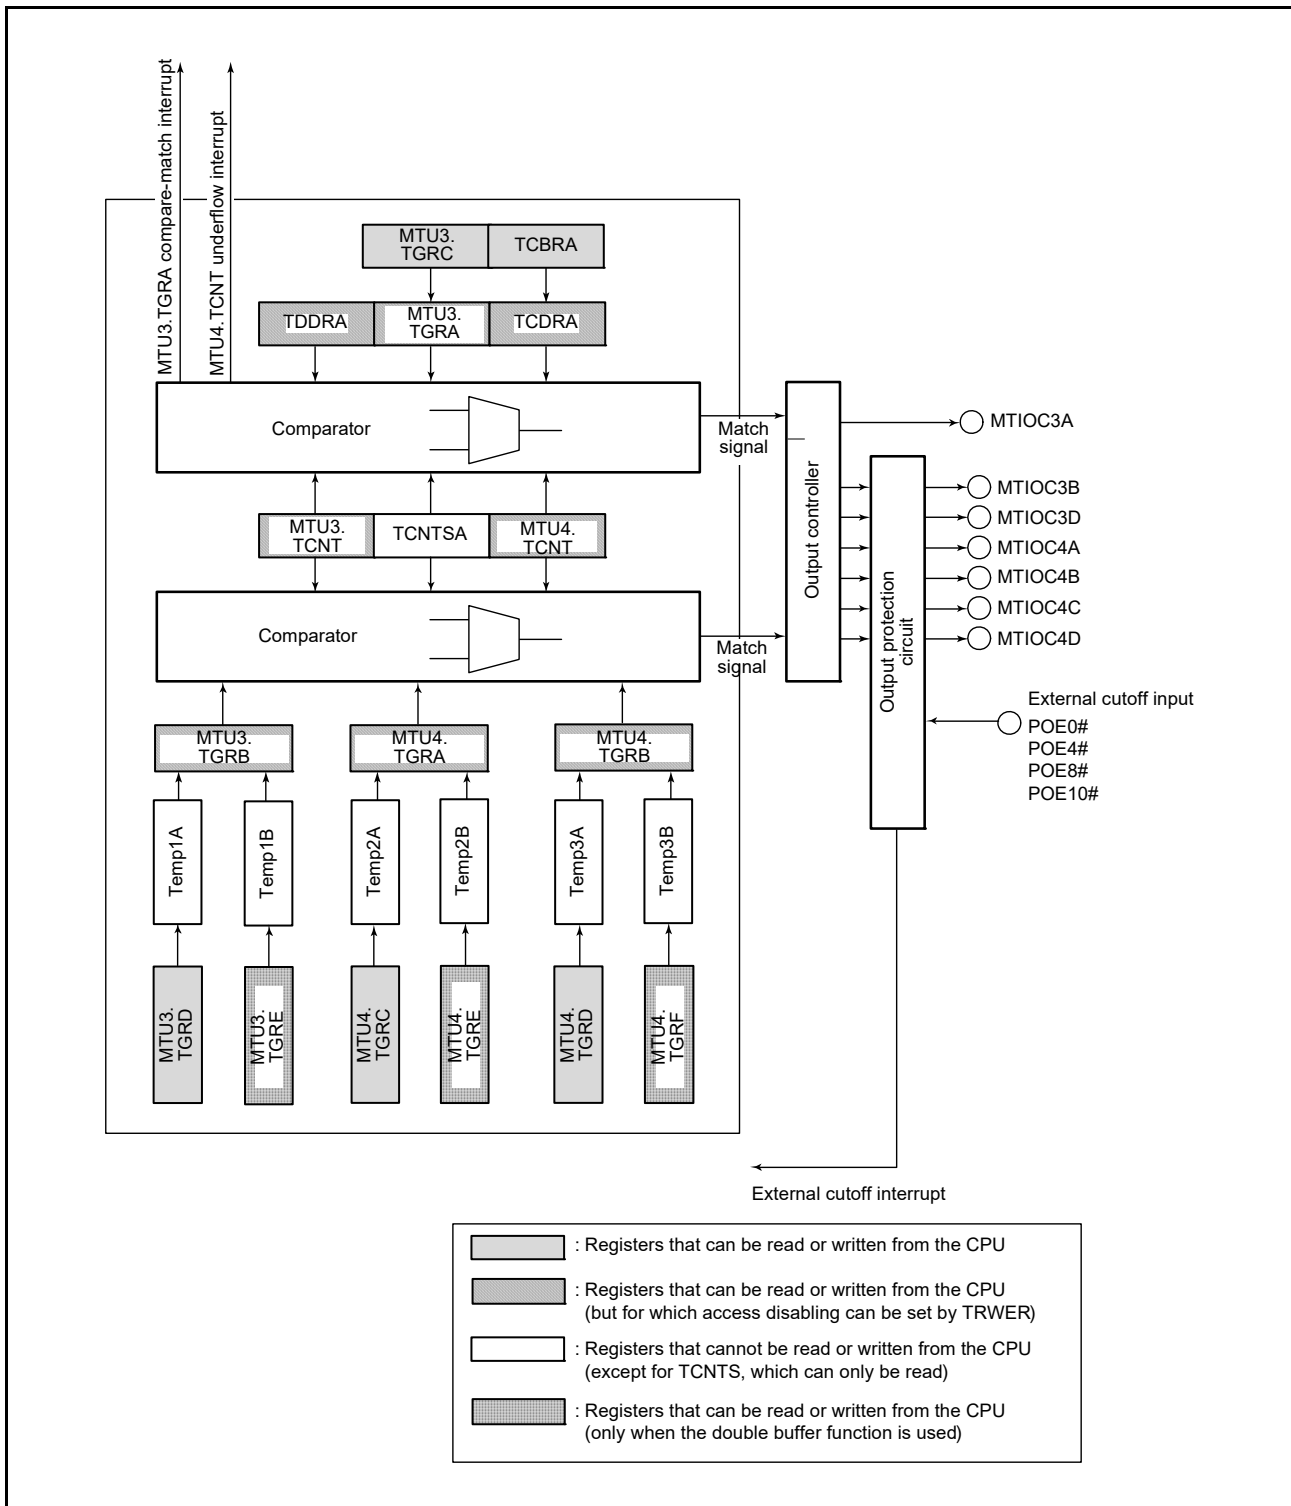 MTU3.TGRA compare-match interrupt
MTU4.TCNT underflow interrupt
MTU3.
TGRC
TCBRA
TDDRA
MTU3.
TGRA
TCDRA
Comparator
Match
signal
MTU3.
TCNT
TCNTSA
MTU4.
TCNT
Comparator
Match
signal
Output controller
Output protection
circuit
MTIOC3A
MTIOC3B
MTIOC3D
MTIOC4A
MTIOC4B
MTIOC4C
MTIOC4D
External cutoff input
POE0#
POE4#
POE8#
POE10#
MTU3.
TGRB
MTU4.
TGRA
MTU4.
TGRB
Temp1A
Temp1B
Temp2A
Temp2B
Temp3A
Temp3B
MTU3.
TGRD
MTU3.
TGRE
MTU4.
TGRC
MTU4.
TGRE
MTU4.
TGRD
MTU4.
TGRF
External cutoff interrupt
: Registers that can be read or written from the CPU
: Registers that can be read or written from the CPU
(but for which access disabling can be set by TRWER)
: Registers that cannot be read or written from the CPU
(except for TCNTS, which can only be read)
: Registers that can be read or written from the CPU
(only when the double buffer function is used)